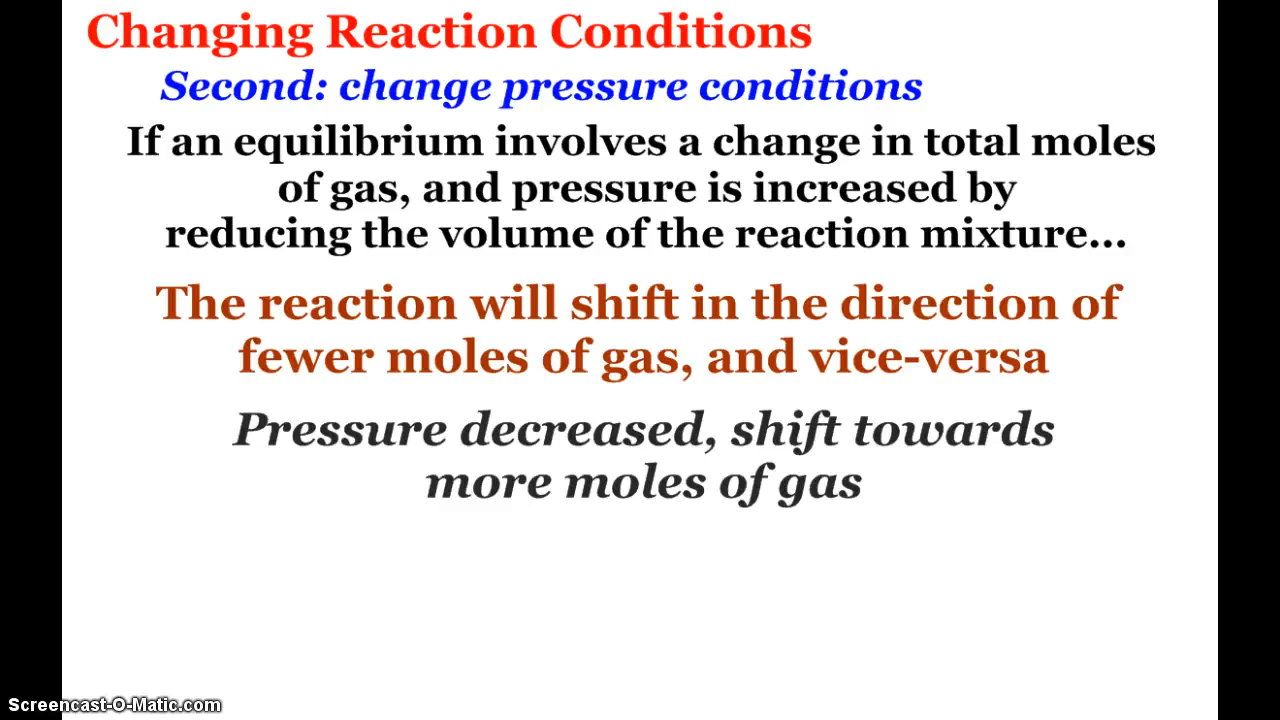 Changing Reaction Conditions
Second: change pressure conditions
If an equilibrium involves a change in total moles
of gas, and pressure is increased by
reducing the volume of the reaction mixture...
The reaction will shift in the direction of
fewer moles of gas, and vice-versa
Pressure decreased, shift towards
more moles of gas
Screencast-O-Matic.com